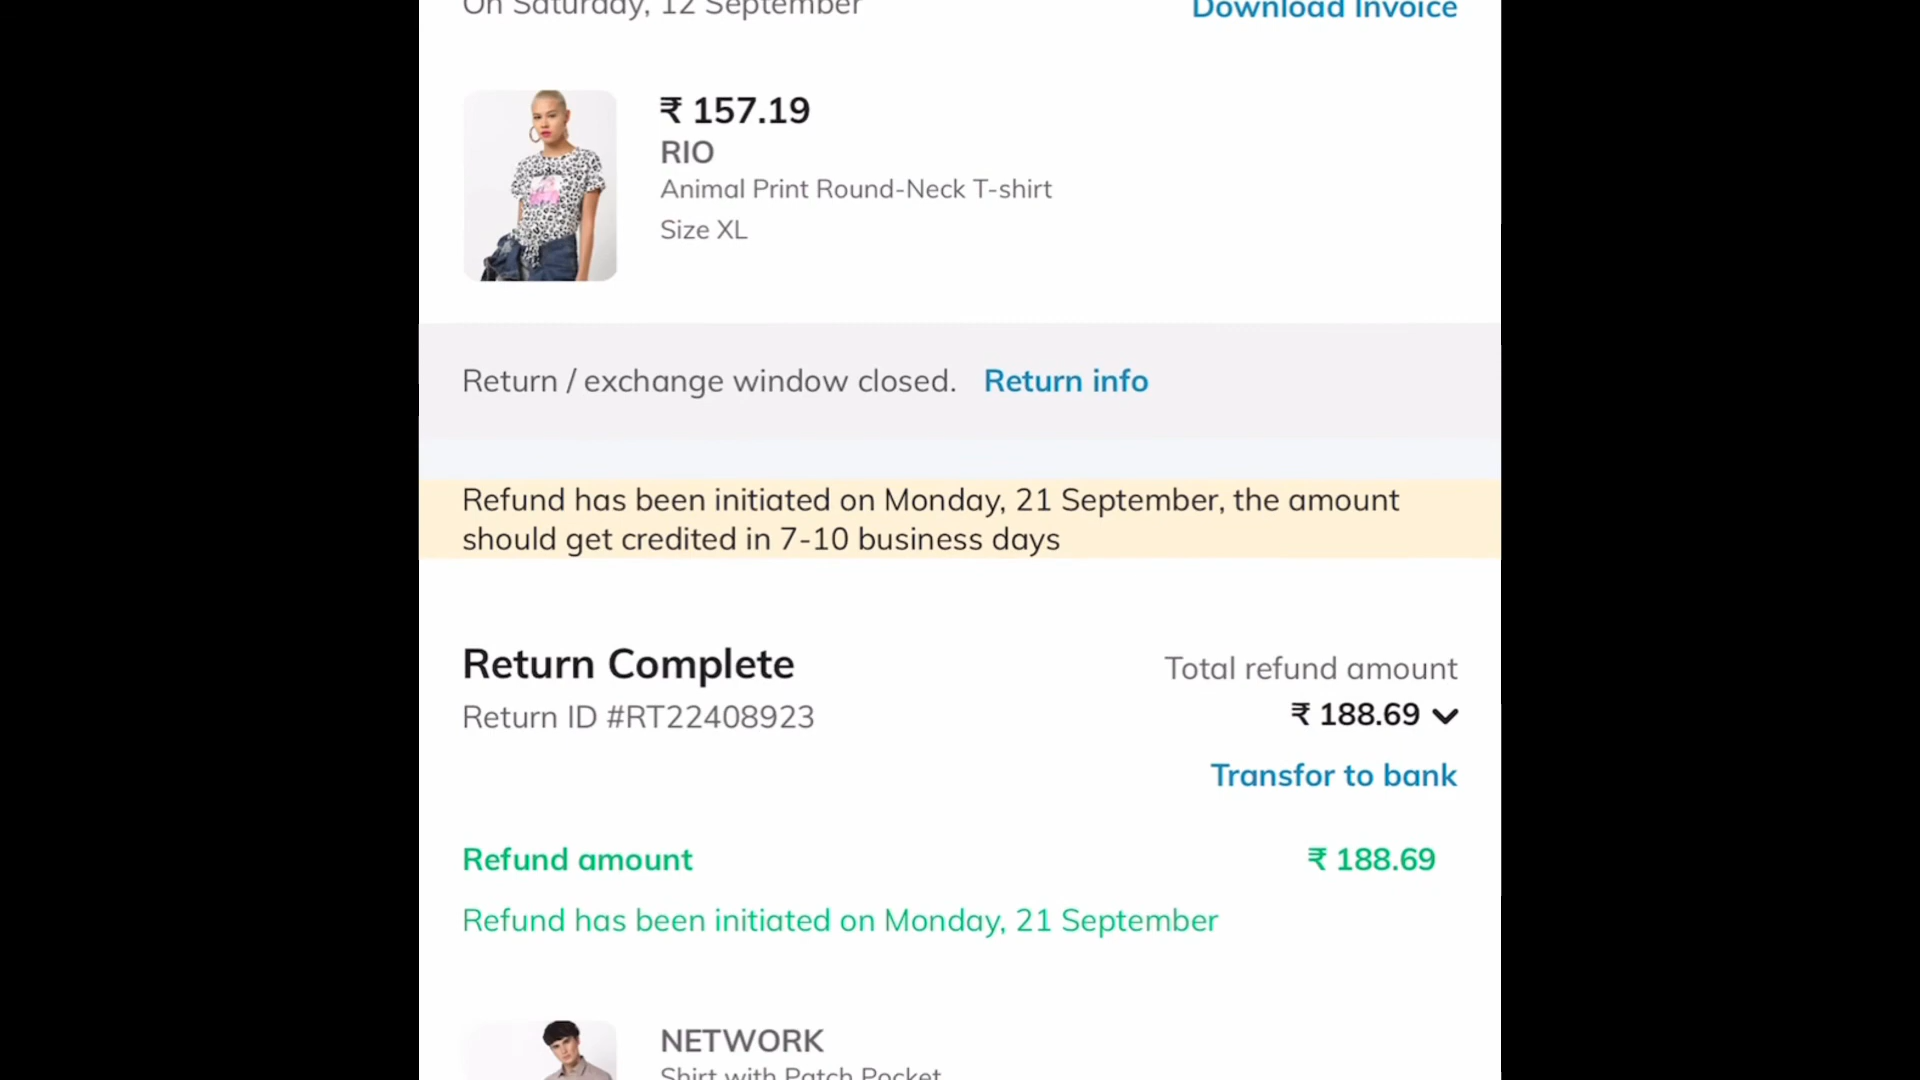 On Saturday, 12 September
Download Invoice
₹ 157.19
RIO
Animal Print Round-Neck T-shirt
Size XL
Return / exchange window closed. Return info
Refund has been initiated on Monday, 21 September, the amount
should get credited in 7-10 business days
Return Complete
Total refund amount
Return ID #RT22408923
₹ 188.69
Transfor to bank
Refund amount
₹ 188.69
Refund has been initiated on Monday, 21 September
NETWORK
Shirt with Patch Pocket